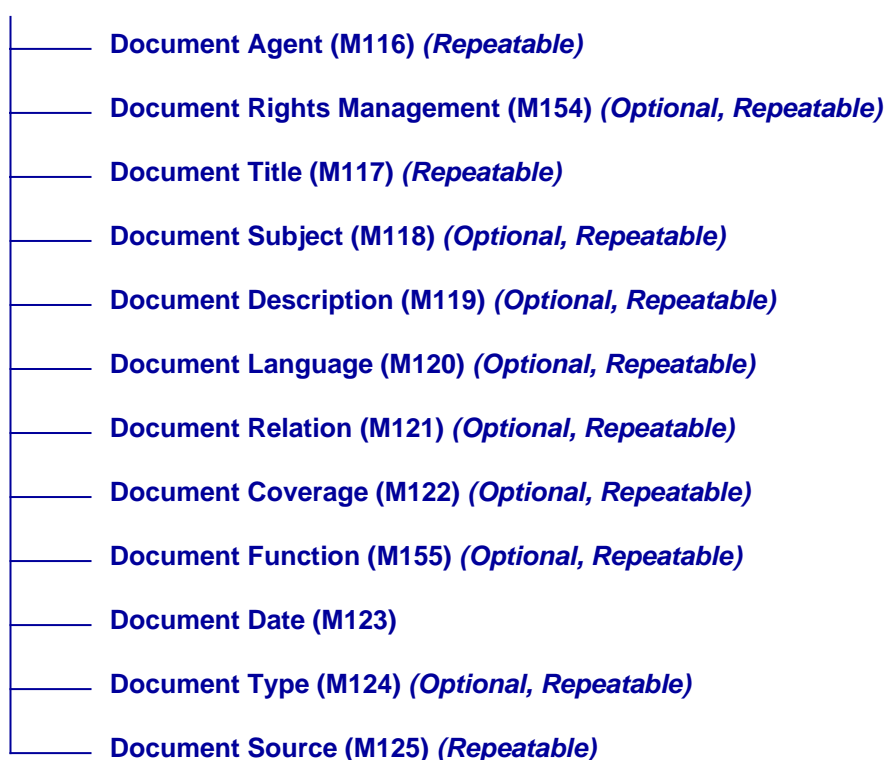 Document Agent (M116) (Repeatable)
Document Rights Management (M154) (Optional, Repeatable)
Document Title (M117) (Repeatable)
Document Subject (M118) (Optional, Repeatable)
Document Description (M119) (Optional, Repeatable)
Document Language (M120) (Optional, Repeatable)
Document Relation (M121) (Optional, Repeatable)
Document Coverage (M122) (Optional, Repeatable)
Document Function (M155) (Optional, Repeatable)
Document Date (M123)
Document Type (M124) (Optional, Repeatable)
Document Source (M125) (Repeatable)